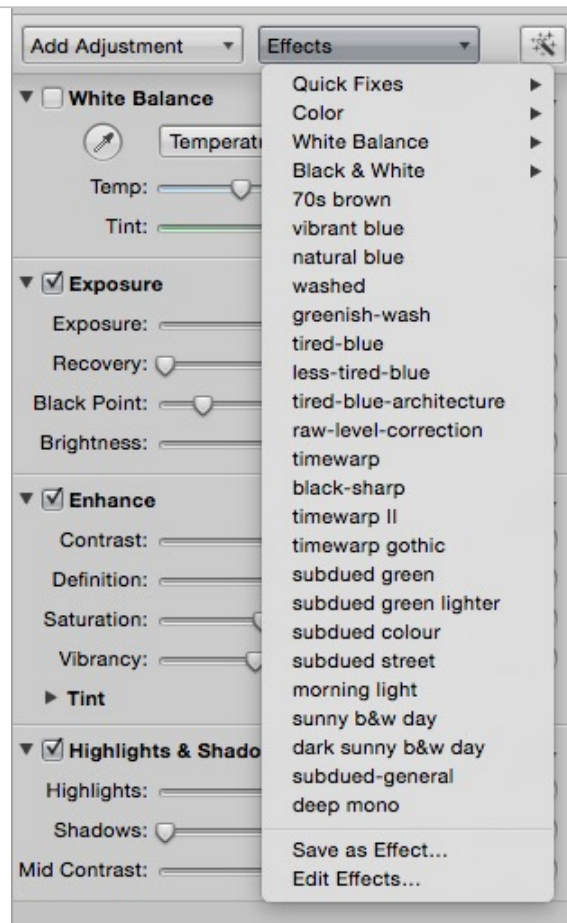 Add Adjustment
Effects
White Balance
Temperat
Temp:
Tint:
Exposure
Exposure:
Recovery:
Black Point:
Brightness:
Enhance
Contrast:
Definition:
Saturation:
Vibrancy:
Tint
Highlights & Shado
Highlights:
Shadows:
Mid Contrast:
Quick Fixes
Color
White Balance
Black & White
70s brown
vibrant blue
natural blue
washed
greenish-wash
tired-blue
less-tired-blue
tired-blue-architecture
raw-level-correction
timewarp
black-sharp
timewarp II
timewarp gothic
subdued green
subdued green lighter
subdued colour
subdued street
morning light
sunny b&w day
dark sunny b&w day
subdued-general
deep mono
Save as Effect...
Edit Effects...